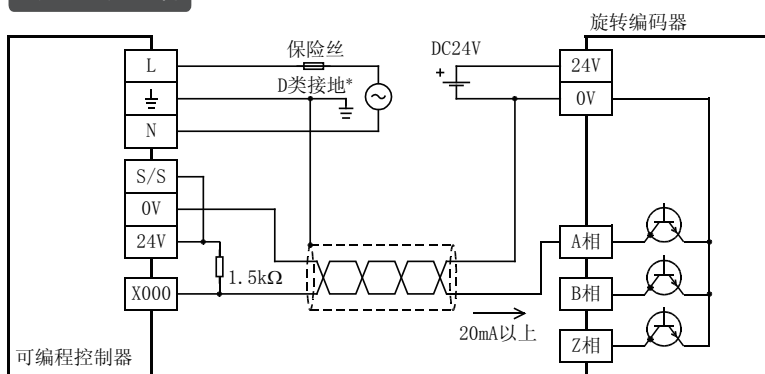 旋转编码器
保险丝
DC24V
L
24V
D类接地*
+
0V
N
S/S
0V
24V
A相
1.5kΩ
X000
B相
20mA以上
Z相
可编程控制器